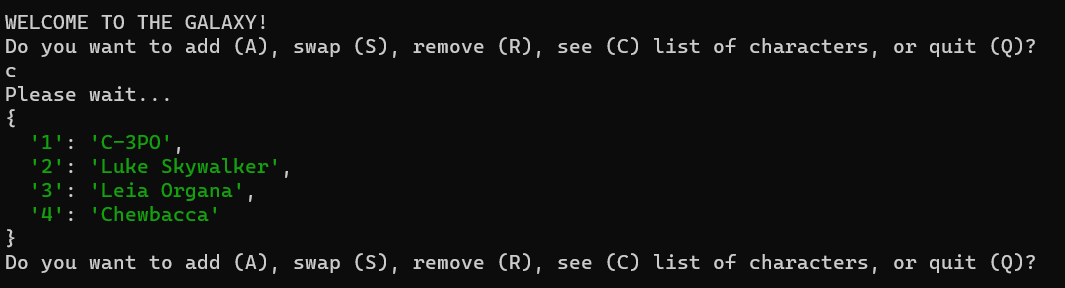 WELCOME TO THE GALAXY!
Do you want to add (A), swap (S), remove (R), see (C) list of characters, or quit (Q)?
c
Please wait...
{
  '1': 'C-3PO',
  '2': 'Luke Skywalker',
  '3': 'Leia Organa',
  '4': 'Chewbacca'
}
Do you want to add (A), swap (S), remove (R), see (C) list of characters, or quit (Q)?